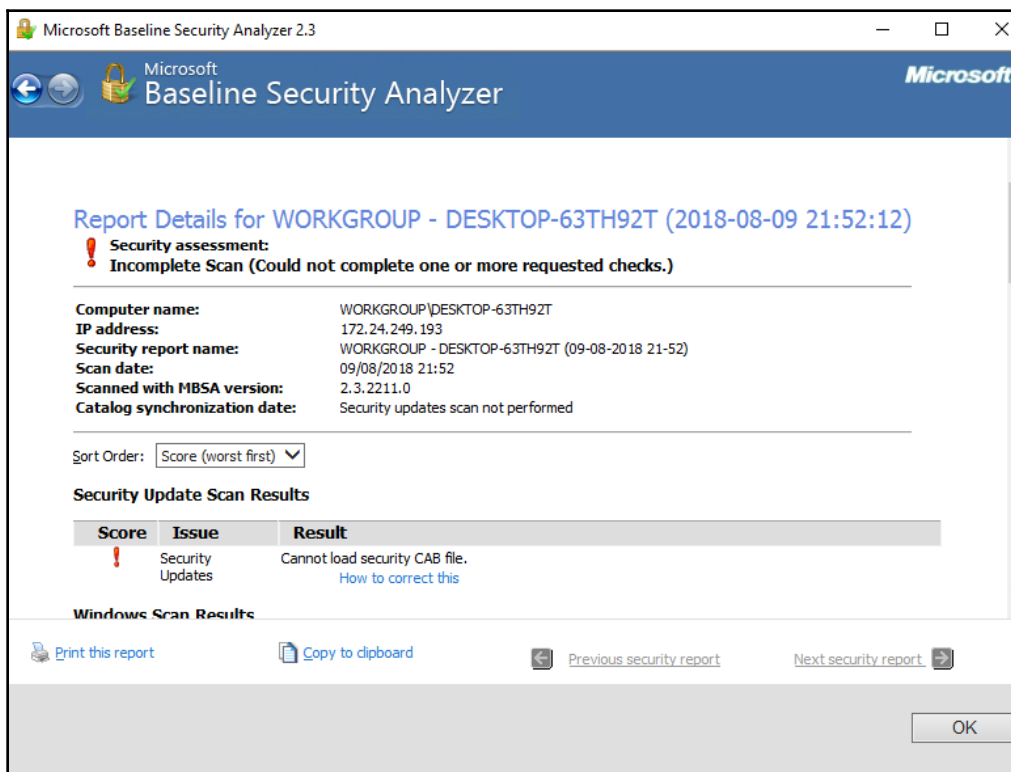 Microsoft Baseline Security Analyzer 2.3
Microsoft
Baseline Security Analyzer
Microsoft
Report Details for WORKGROUP - DESKTOP-63TH92T (2018-08-09 21:52:12)
Security assessment:
Incomplete Scan (Could not complete one or more requested checks.)
Computer name: WORKGROUP\DESKTOP-63TH92T
IP address: 172.24.249.193
Security report name: WORKGROUP - DESKTOP-63TH92T (09-08-2018 21-52)
Scan date: 09/08/2018 21:52
Scanned with MBSA version: 2.3.2211.0
Catalog synchronization date: Security updates scan not performed
Sort Order: Score (worst first)
Security Update Scan Results
Score Issue Result
Security Updates Cannot load security CAB file.
How to correct this
Windows Scan Results
Print this report Copy to clipboard Previous security report Next security report
OK